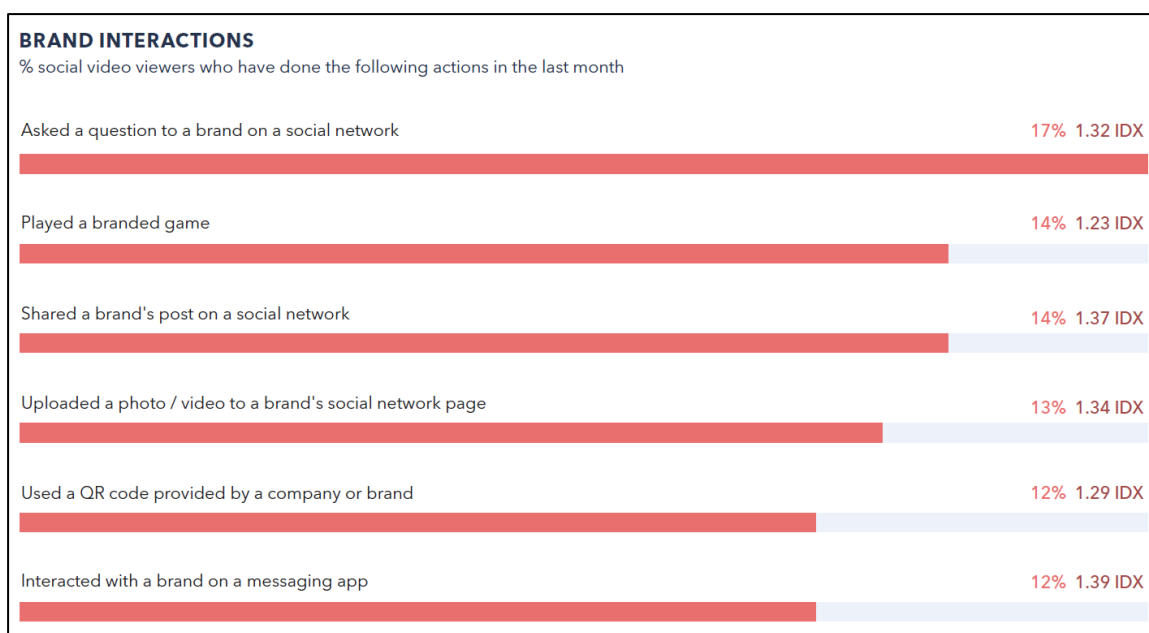 BRAND INTERACTIONS
% social video viewers who have done the following actions in the last month
Asked a question to a brand on a social network 17% 1.32 IDX
Played a branded game 14% 1.23 IDX
Shared a brand's post on a social network 14% 1.37 IDX
Uploaded a photo / video to a brand's social network page 13% 1.34 IDX
Used a QR code provided by a company or brand 12% 1.29 IDX
Interacted with a brand on a messaging app 12% 1.39 IDX